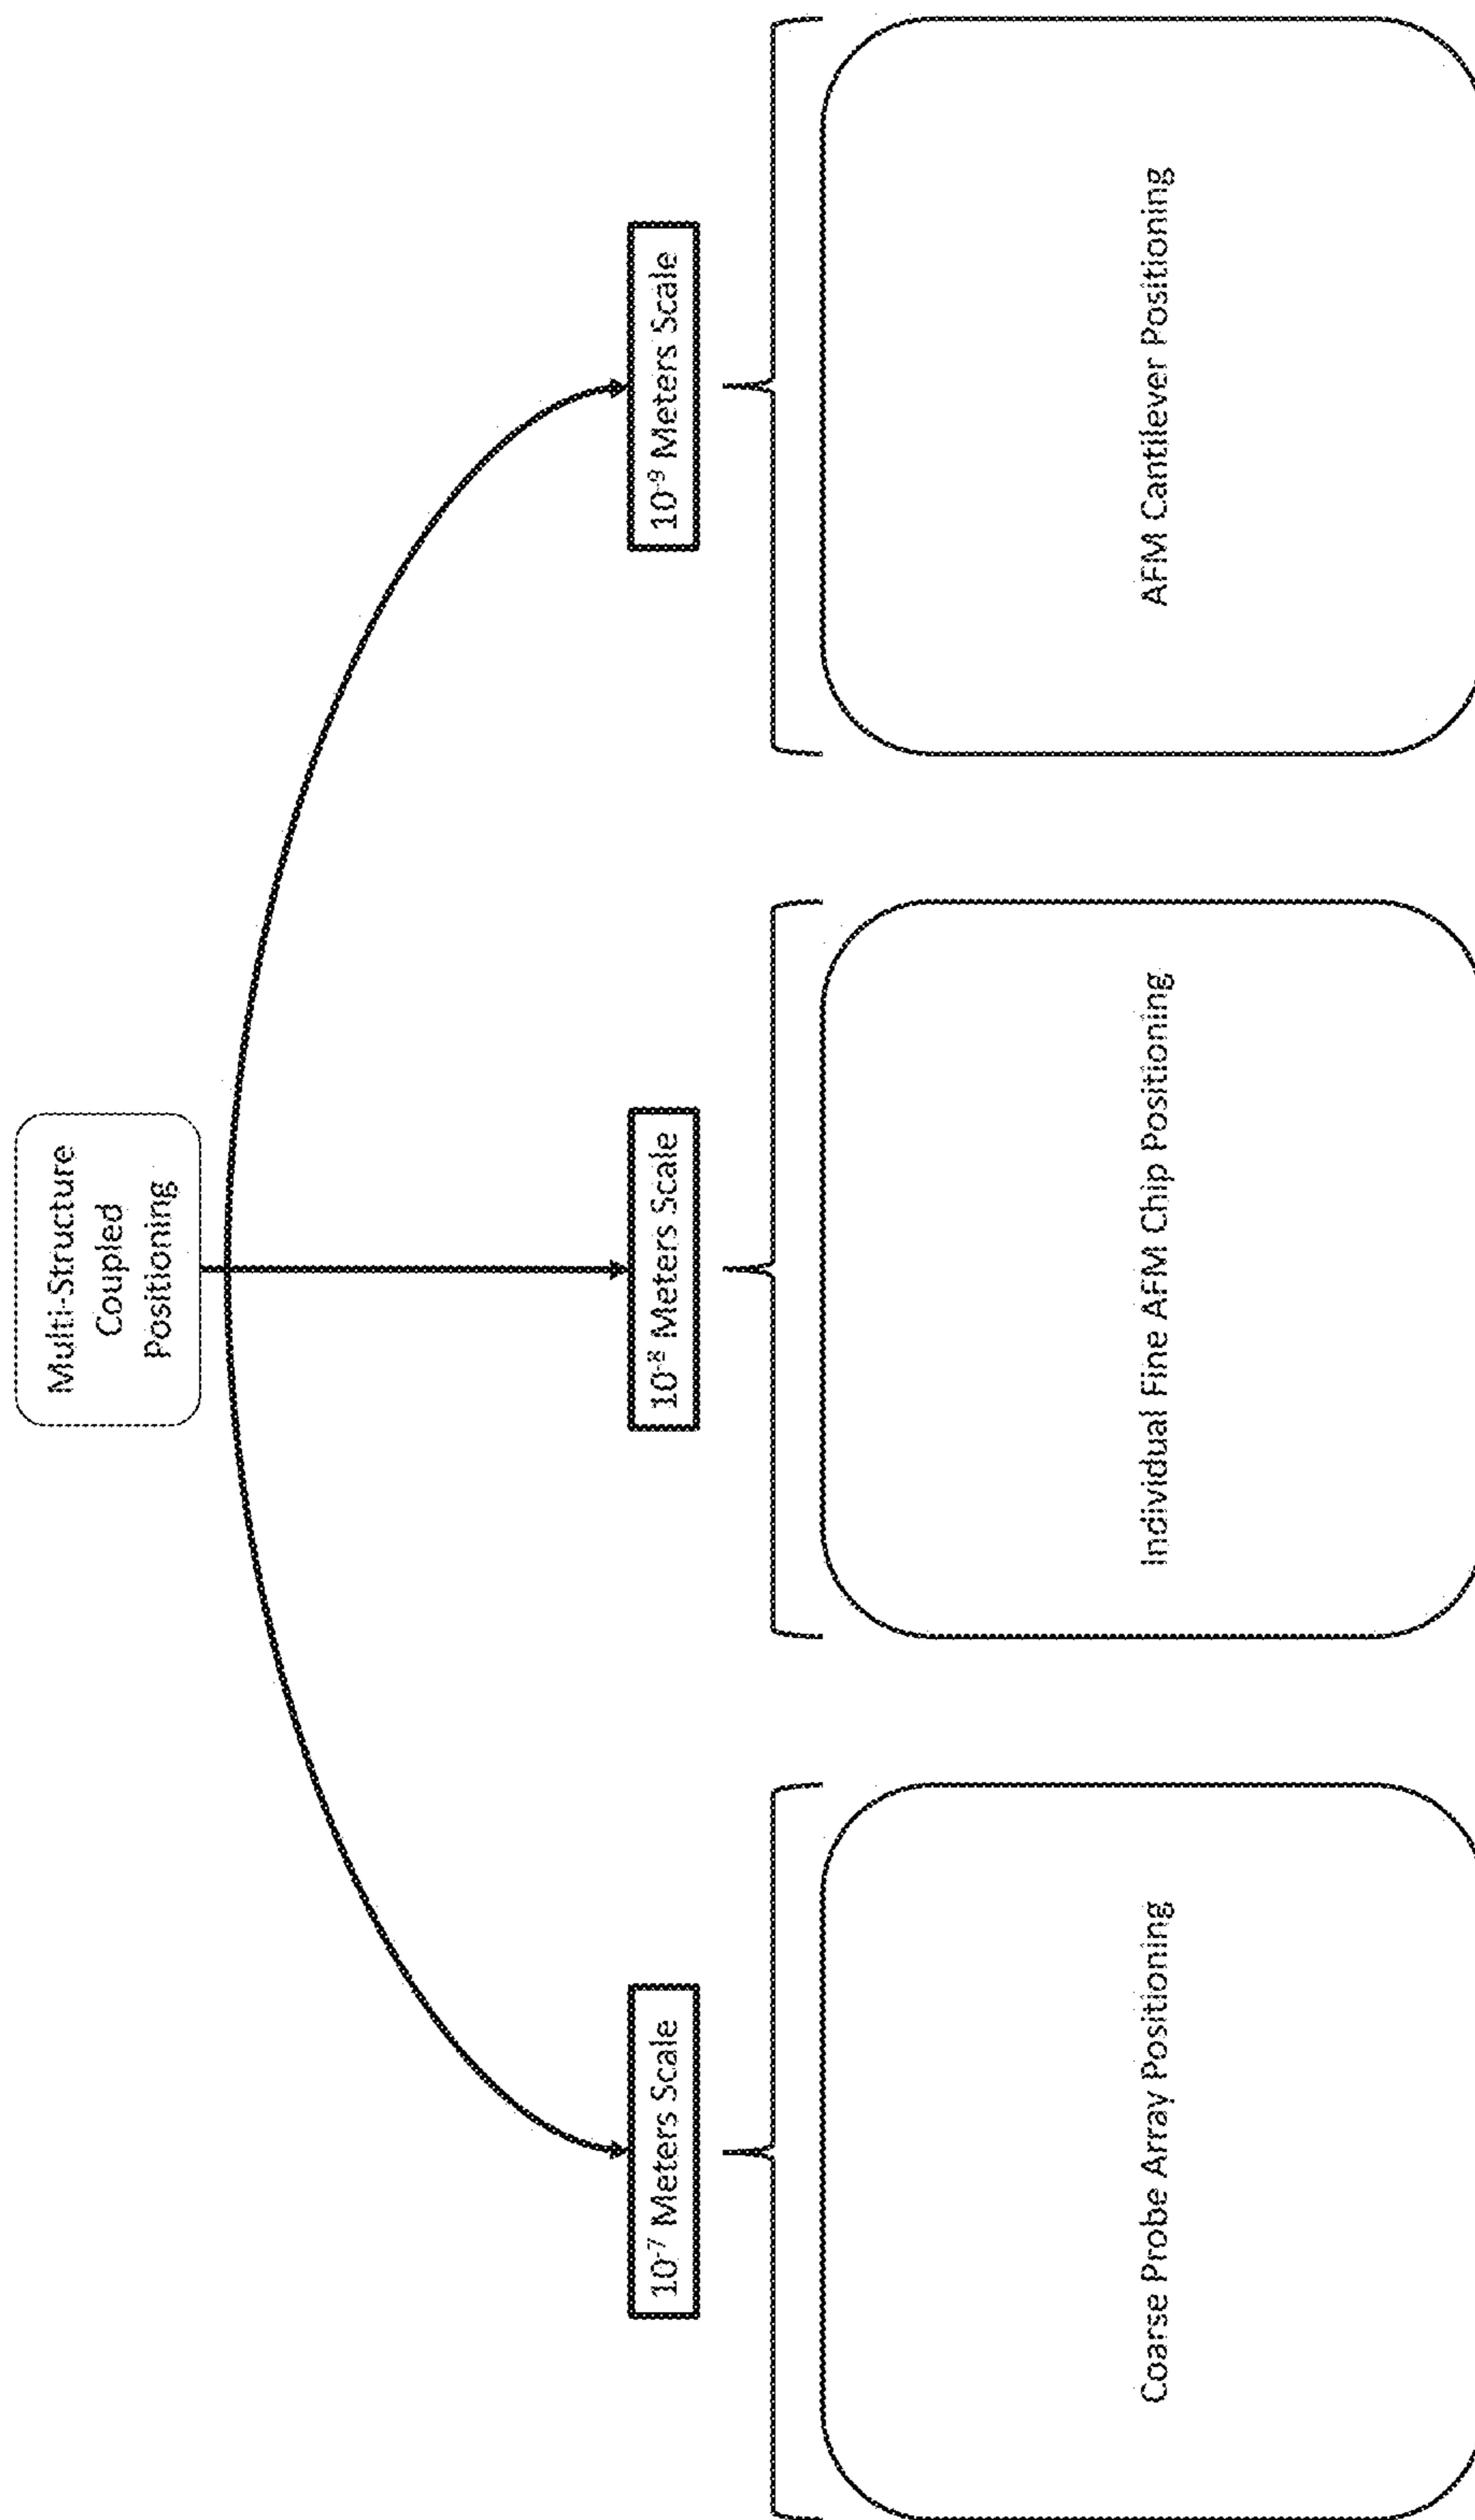 Multi-Structure
Coupled
Positioning
10⁻⁷ Meters Scale
10⁻⁸ Meters Scale
10⁻⁹ Meters Scale
Coarse Probe Array Positioning
Individual Fine AFM Chip Positioning
AFM Cantilever Positioning